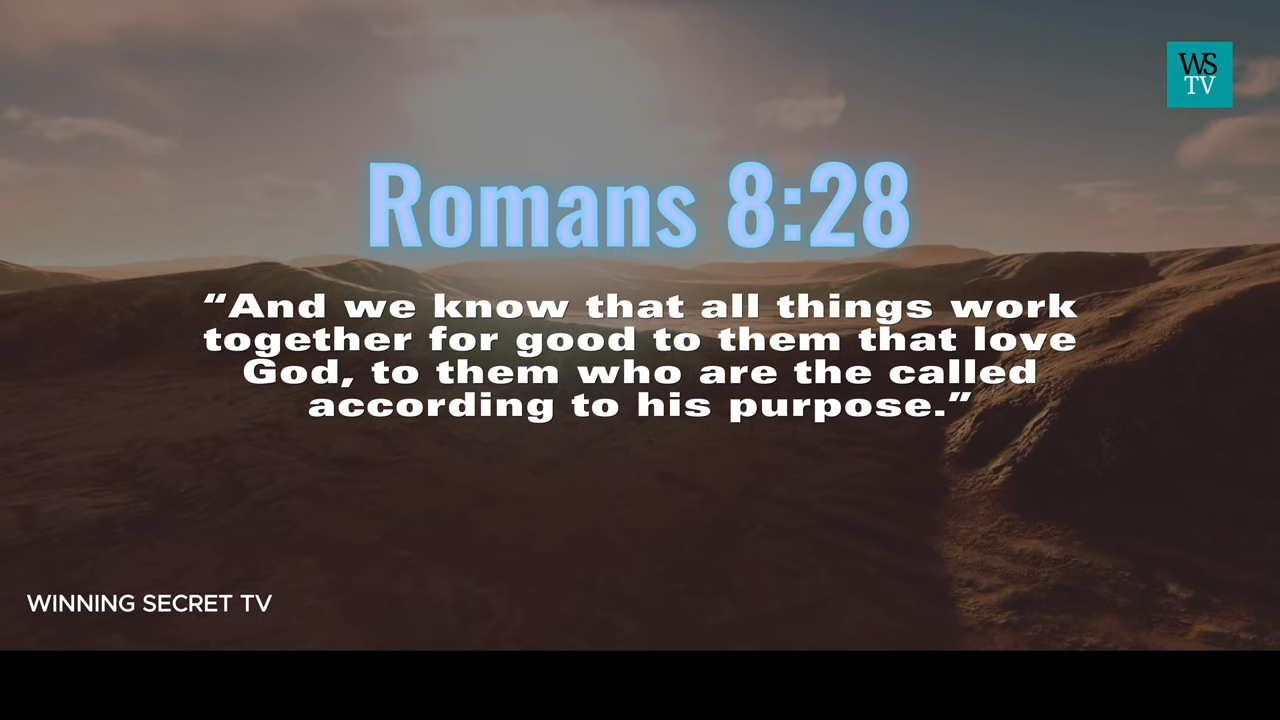 WS
TV
Romans 8:28
“And we know that all things work
together for good to them that love
God, to them who are the called
according to his purpose.”
WINNING SECRET TV